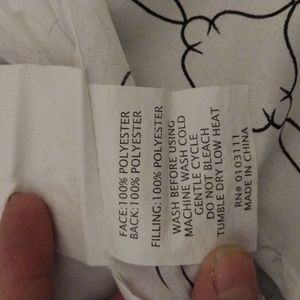 FACE:100% POLYESTER
BACK:100% POLYESTER
FILLING:100% POLYESTER
WASH BEFORE USING
MACHINE WASH COLD
GENTLE CYCLE
DO NOT BLEACH
TUMBLE DRY LOW HEAT
RN# 0103111
MADE IN CHINA